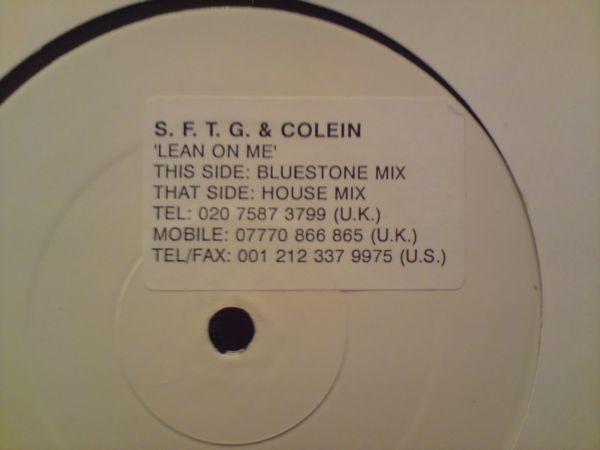 S. F. T. G. & COLEIN
'LEAN ON ME'
THIS SIDE: BLUESTONE MIX
THAT SIDE: HOUSE MIX
TEL: 020 7587 3799 (U.K.)
MOBILE: 07770 866 865 (U.K.)
TEL/FAX: 001 212 337 9975 (U.S.)